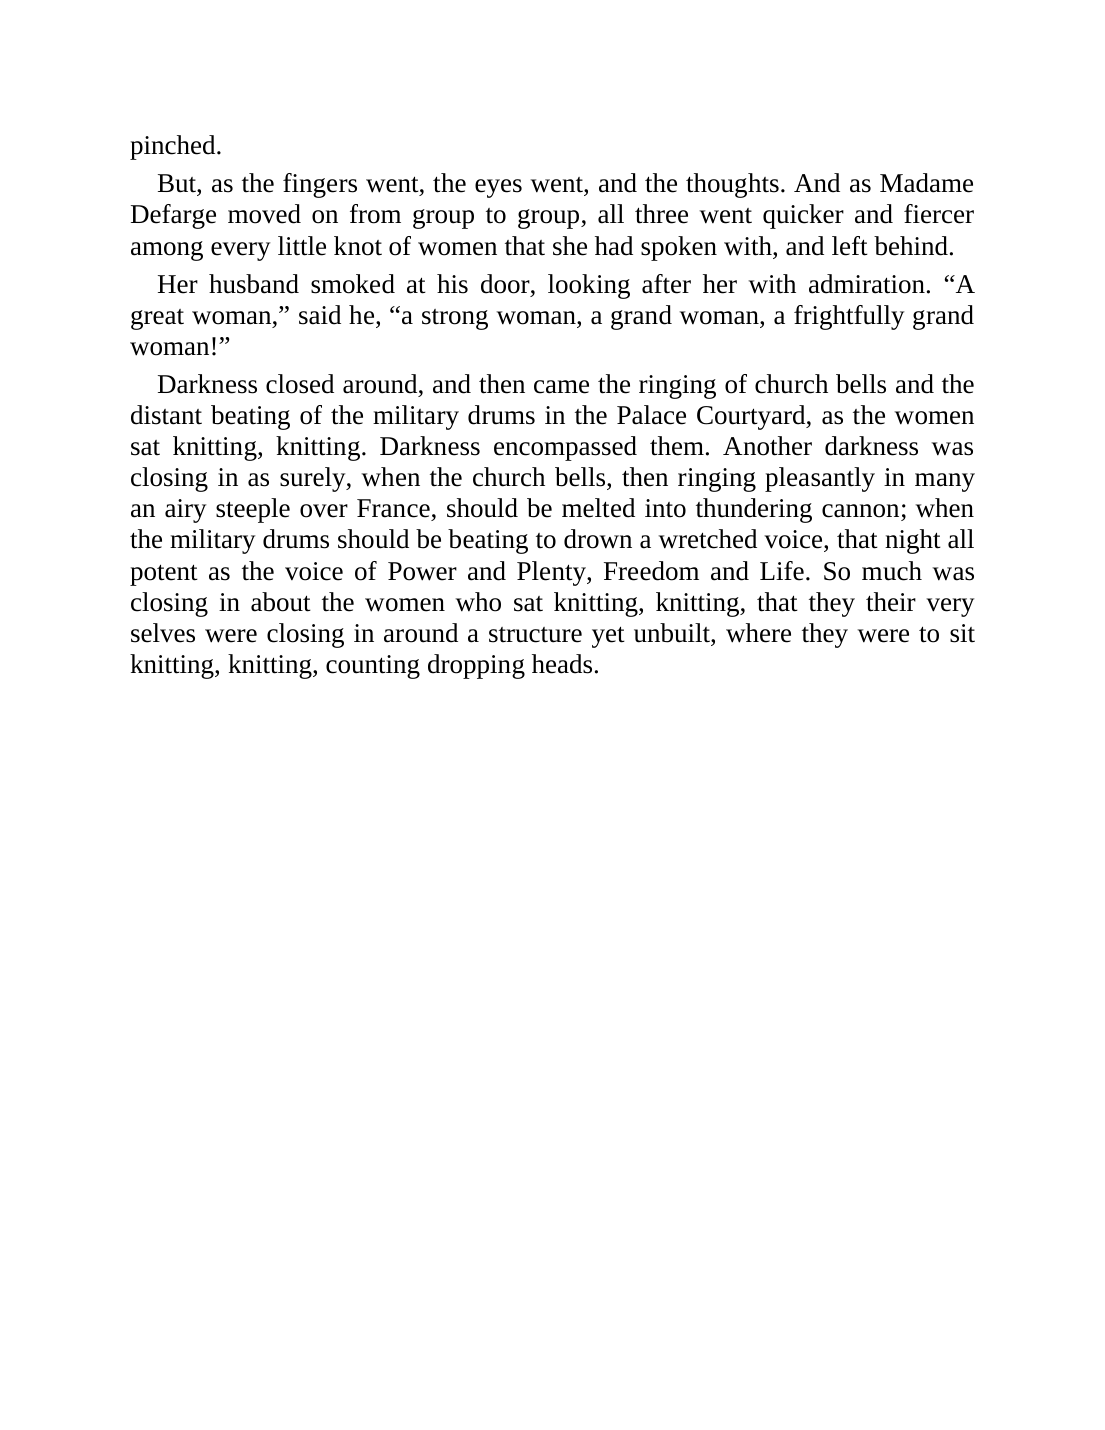 pinched.
But, as the fingers went, the eyes went, and the thoughts. And as Madame
Defarge moved on from group to group, all three went quicker and fiercer
among every little knot of women that she had spoken with, and left behind.
Her husband smoked at his door, looking after her with admiration. “A
great woman,” said he, “a strong woman, a grand woman, a frightfully grand
woman!”
Darkness closed around, and then came the ringing of church bells and the
distant beating of the military drums in the Palace Courtyard, as the women
sat knitting, knitting. Darkness encompassed them. Another darkness was
closing in as surely, when the church bells, then ringing pleasantly in many
an airy steeple over France, should be melted into thundering cannon; when
the military drums should be beating to drown a wretched voice, that night all
potent as the voice of Power and Plenty, Freedom and Life. So much was
closing in about the women who sat knitting, knitting, that they their very
selves were closing in around a structure yet unbuilt, where they were to sit
knitting, knitting, counting dropping heads.